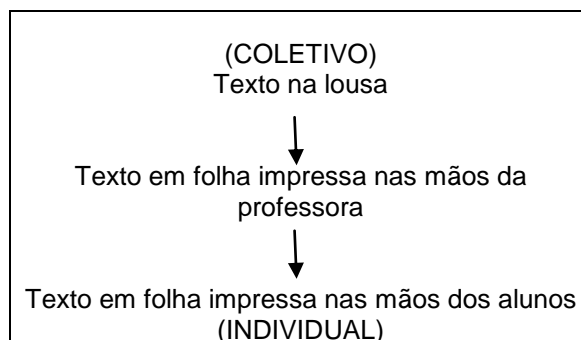 (COLETIVO)
Texto na lousa
Texto em folha impressa nas mãos da
professora
Texto em folha impressa nas mãos dos alunos
(INDIVIDUAL)